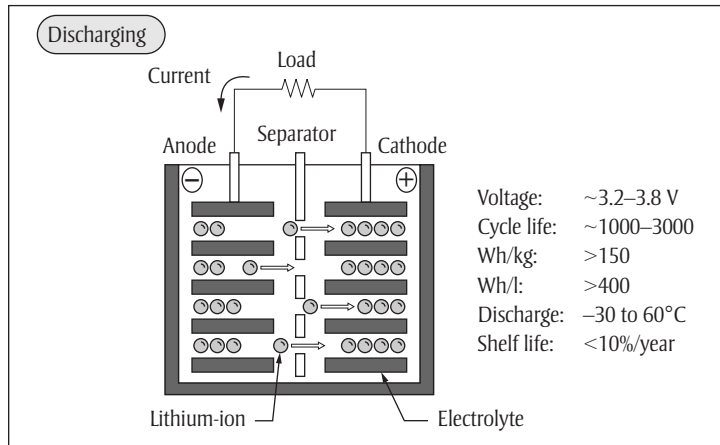 Discharging
Load
Current
Anode
Separator
Cathode
−
+
Voltage: ~3.2–3.8 V
Cycle life: ~1000–3000
Wh/kg: >150
Wh/l: >400
Discharge: –30 to 60°C
Shelf life: <10%/year
Lithium-ion
Electrolyte